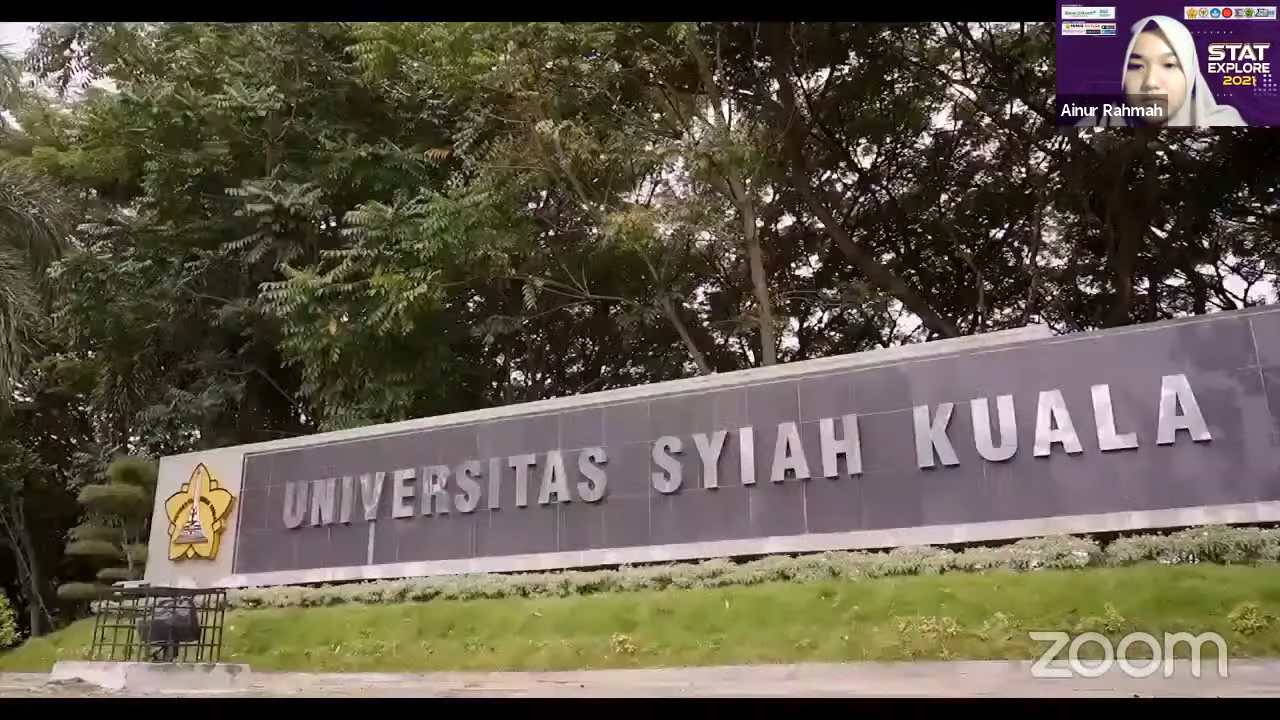 STAT
EXPLORE
2021
Ainur Rahmah
UNIVERSITAS SYIAH KUALA
zoom